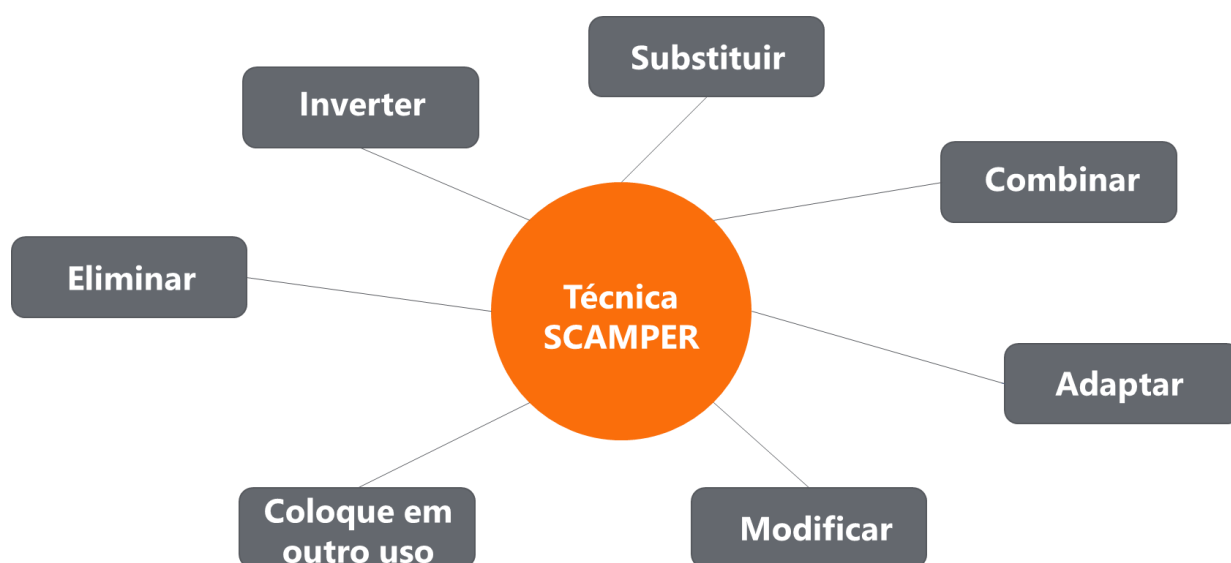 Substituir
Inverter
Combinar
Eliminar
Técnica
SCAMPER
Adaptar
Coloque em
outro uso
Modificar